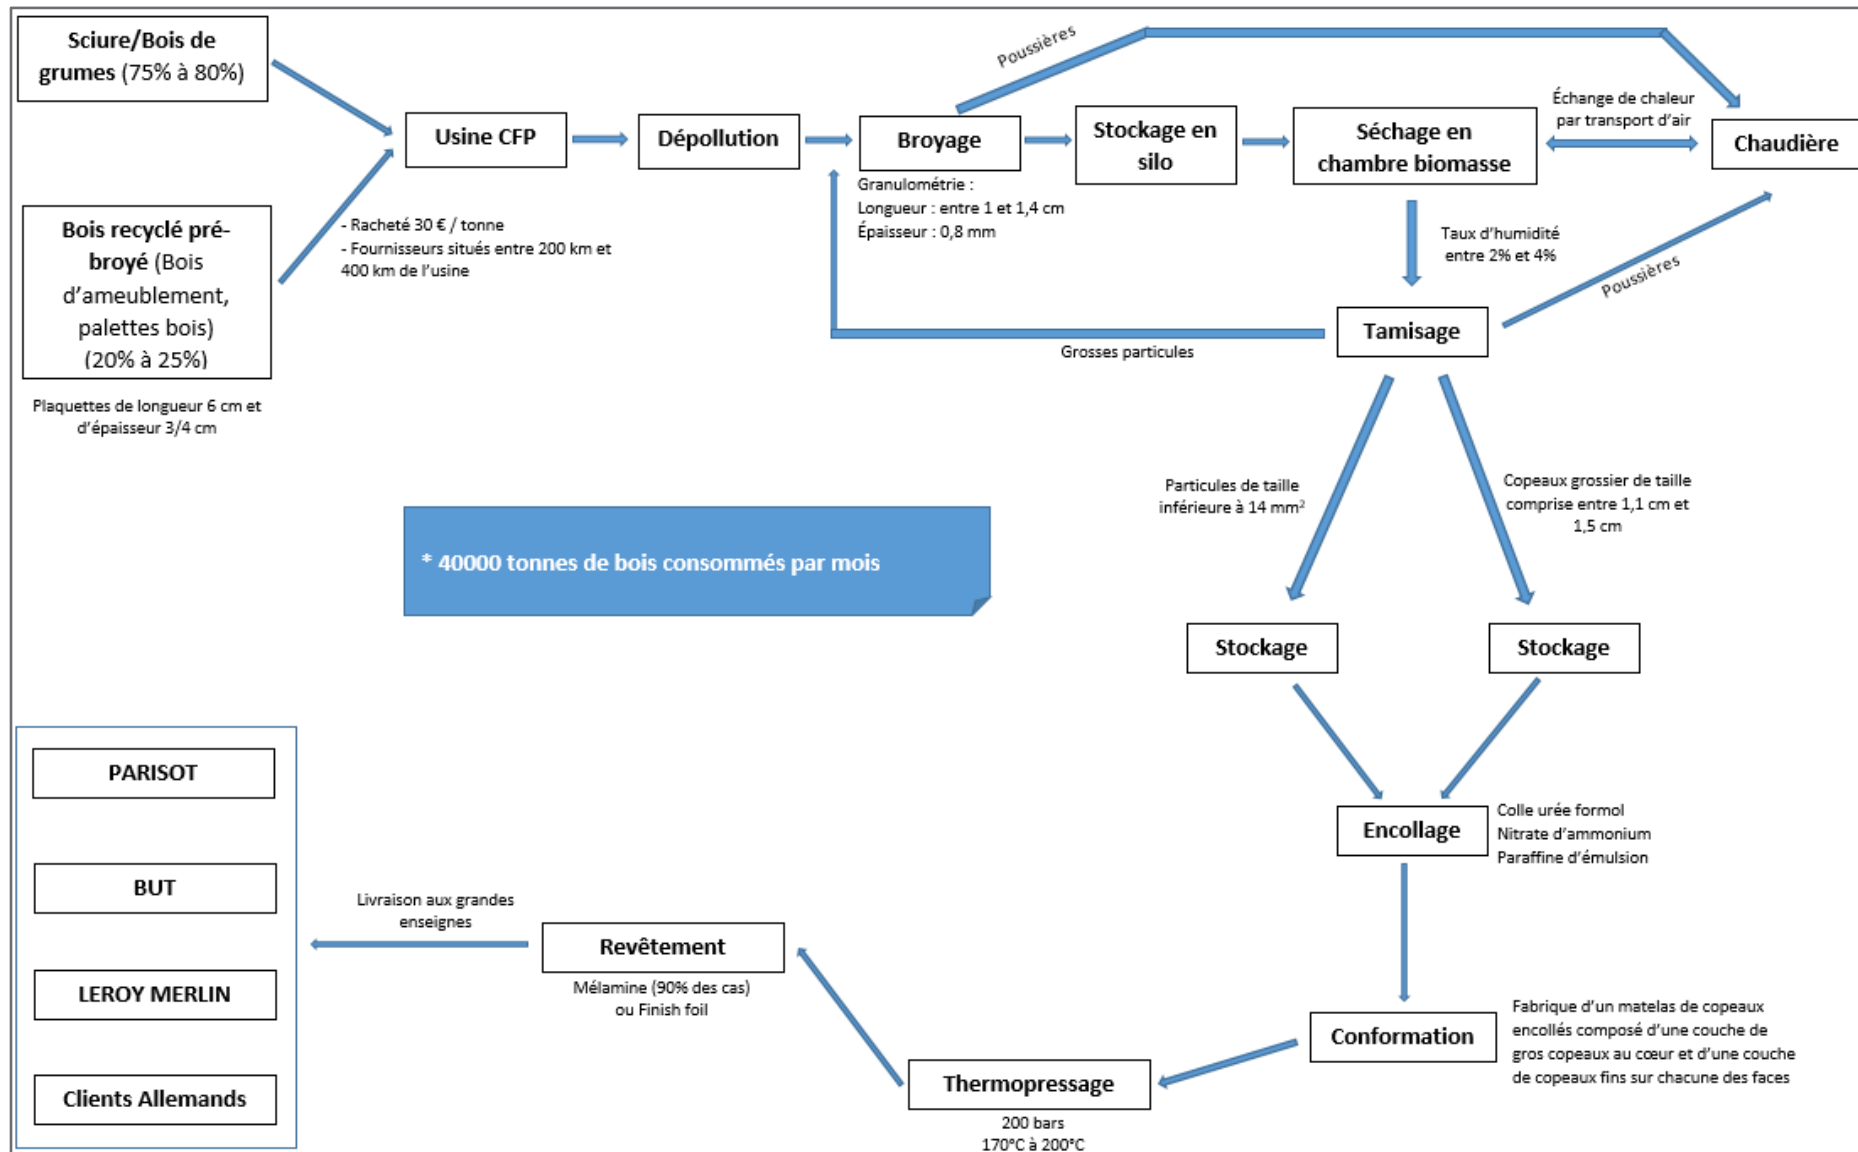 Sciure/Bois de
grumes (75% à 80%)
Bois recyclé pré-
broyé (Bois
d'ameublement,
palettes bois)
(20% à 25%)
Plaquettes de longueur 6 cm et
d'épaisseur 3/4 cm
Usine CFP
- Racheté 30 € / tonne
- Fournisseurs situés entre 200 km et
400 km de l'usine
Dépollution
Broyage
Granulométrie :
Longueur : entre 1 et 1,4 cm
Épaisseur : 0,8 mm
Poussières
Stockage en
silo
Séchage en
chambre biomasse
Échange de chaleur
par transport d'air
Chaudière
Taux d'humidité
entre 2% et 4%
Poussières
Tamisage
Grosses particules
Particules de taille
inférieure à 14 mm²
Copeaux grossier de taille
comprise entre 1,1 cm et
1,5 cm
* 40000 tonnes de bois consommés par mois
Stockage
Stockage
Encollage
Colle urée formol
Nitrate d'ammonium
Paraffine d'émulsion
Conformation
Fabrique d'un matelas de copeaux
encollés composé d'une couche de
gros copeaux au cœur et d'une couche
de copeaux fins sur chacune des faces
Thermopressage
200 bars
170°C à 200°C
Revêtement
Mélamine (90% des cas)
ou Finish foil
Livraison aux grandes
enseignes
PARISOT
BUT
LEROY MERLIN
Clients Allemands